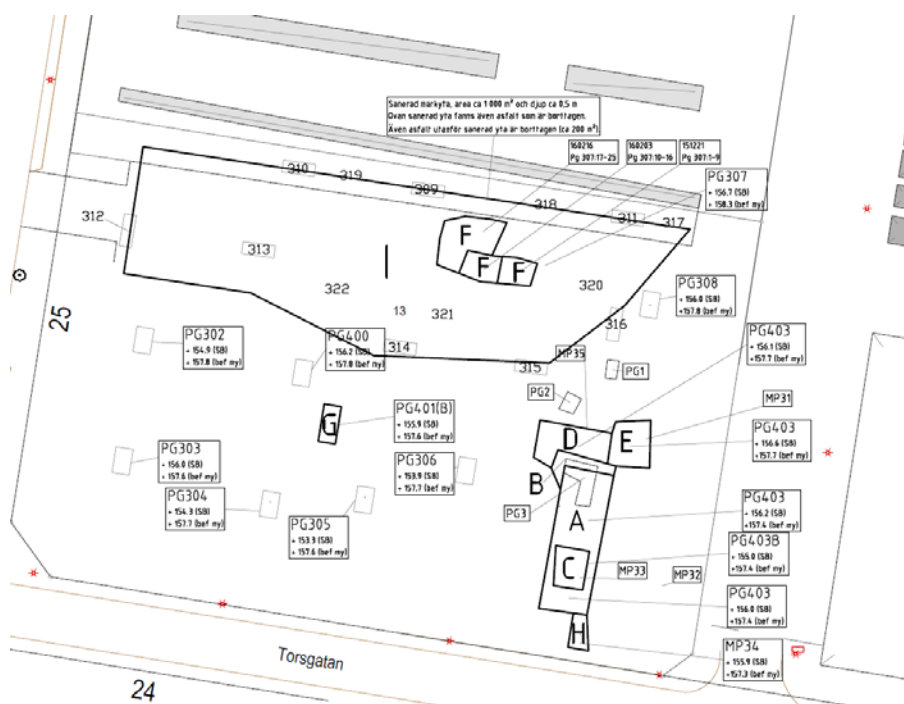 Sanerad markyta, area ca 1 000 m² och djup ca 0,5 m
Ovan sanerad yta fanns även asfalt som är borttagen.
Även asfalt utanför sanerad yta är borttagen (ca 200 m²).
160216
Pg 307:17-25
160203
Pg 307:10-16
151221
Pg 307:1-9
PG307
+ 156.7 (SB)
+ 158.3 (bef my)
310
319
309
318
311
317
312
313
F
F
F
320
322
13
321
316
PG308
+ 156.0 (SB)
+157.8 (bef my)
25
PG302
+ 154.9 (SB)
+ 157.8 (bef my)
PG400
+ 156.2 (SB)
+ 157.8 (bef my)
314
315
MP35
PG403
+ 156.1 (SB)
+157.7 (bef my)
PG1
PG2
MP31
PG401(B)
+ 155.9 (SB)
+157.6 (bef my)
G
D
E
PG403
+ 156.6 (SB)
+157.7 (bef my)
PG303
+ 156.0 (SB)
+ 157.6 (bef my)
PG306
+ 153.9 (SB)
+ 157.7 (bef my)
B
PG304
+ 154.3 (SB)
+ 157.7 (bef my)
PG305
+ 153.3 (SB)
+ 157.6 (bef my)
PG3
A
PG403
+ 156.2 (SB)
+157.4 (bef my)
PG403B
+ 155.0 (SB)
+157.4 (bef my)
C
MP33
MP32
PG403
+ 156.0 (SB)
+157.4 (bef my)
H
MP34
+ 155.9 (SB)
+157.3 (bef my)
Torsgatan
24